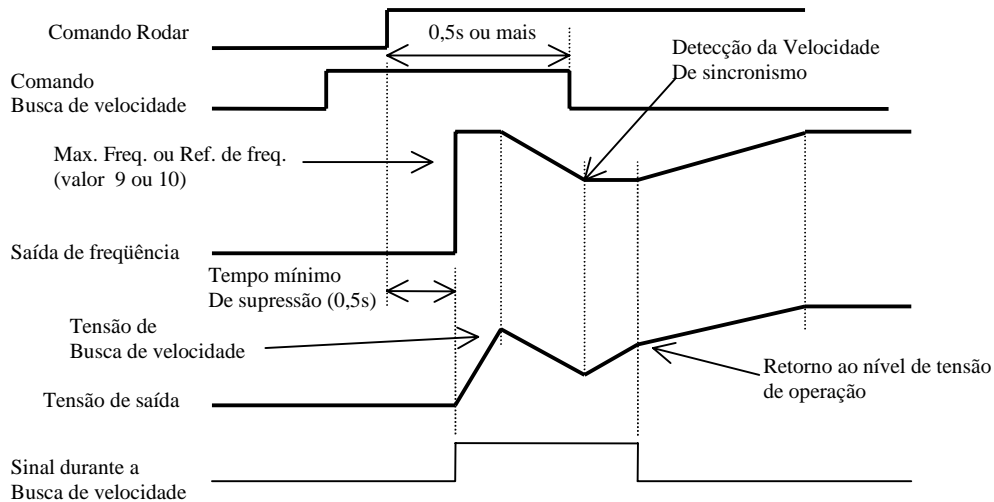 Comando Rodar
0,5s ou mais
Detecção da Velocidade
De sincronismo
Comando
Busca de velocidade
Max. Freq. ou Ref. de freq.
(valor 9 ou 10)
Saída de freqüência
Tempo mínimo
De supressão (0,5s)
Tensão de
Busca de velocidade
Retorno ao nível de tensão
de operação
Tensão de saída
Sinal durante a
Busca de velocidade